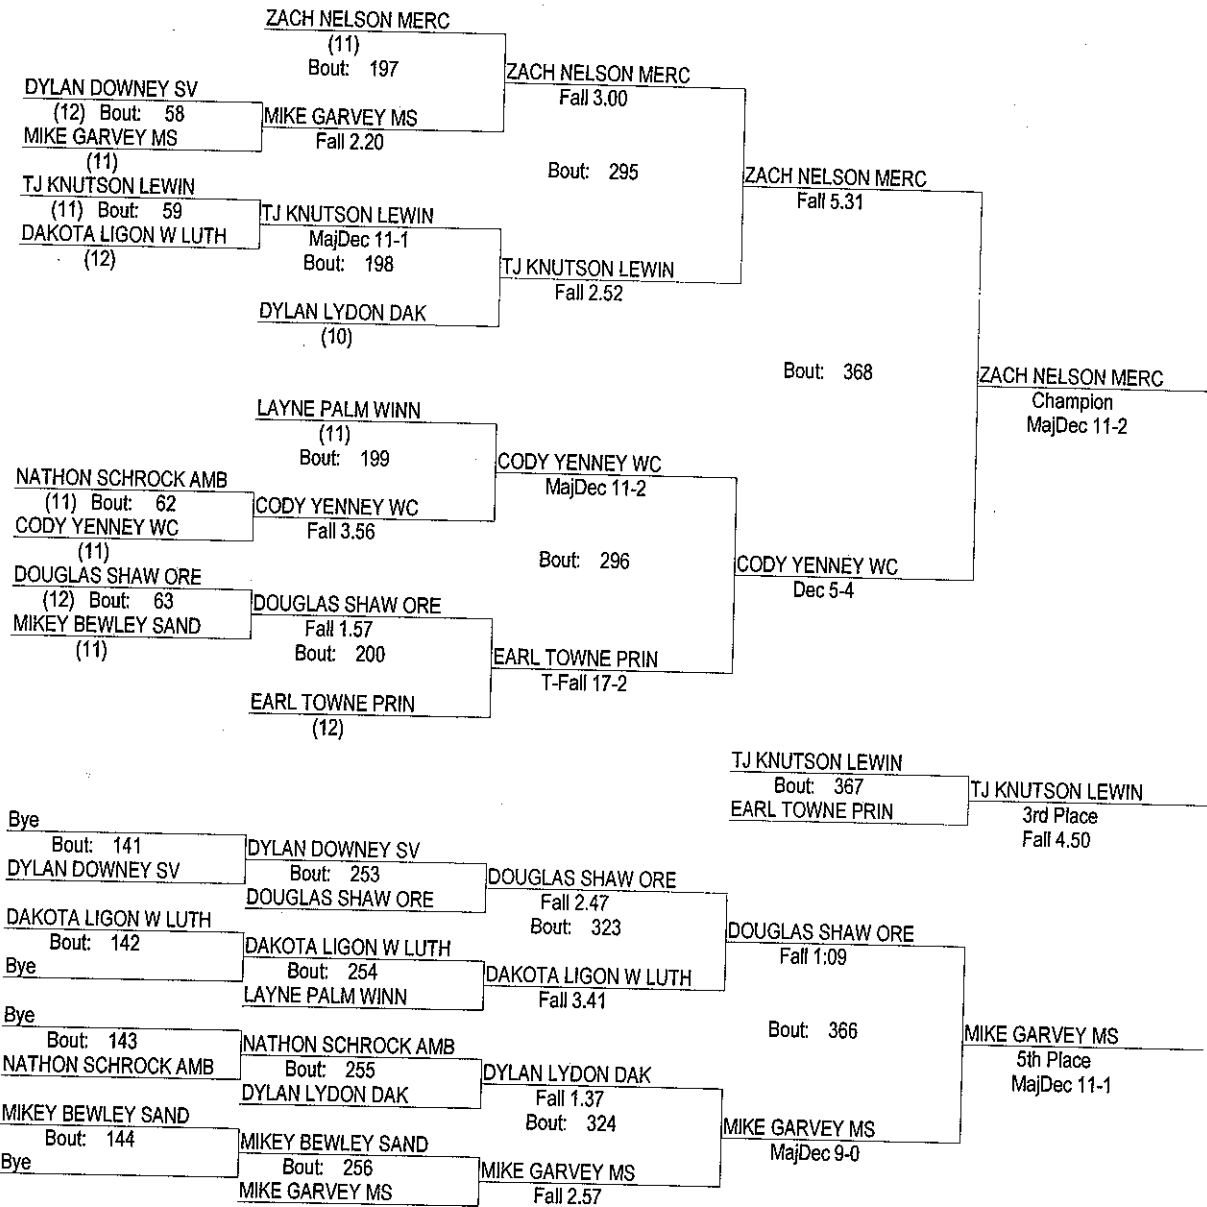 ZACH NELSON MERC
(11)
Bout: 197
ZACH NELSON MERC
Fall 3.00
DYLAN DOWNEY SV
(12) Bout: 58
MIKE GARVEY MS
(11)
MIKE GARVEY MS
Fall 2.20
Bout: 295
ZACH NELSON MERC
Fall 5.31
TJ KNUTSON LEWIN
(11) Bout: 59
DAKOTA LIGON W LUTH
(12)
TJ KNUTSON LEWIN
MajDec 11-1
Bout: 198
TJ KNUTSON LEWIN
Fall 2.52
DYLAN LYDON DAK
(10)
Bout: 368
ZACH NELSON MERC
Champion
MajDec 11-2
LAYNE PALM WINN
(11)
Bout: 199
CODY YENNEY WC
MajDec 11-2
NATHON SCHROCK AMB
(11) Bout: 62
CODY YENNEY WC
(11)
CODY YENNEY WC
Fall 3.56
Bout: 296
CODY YENNEY WC
Dec 5-4
DOUGLAS SHAW ORE
(12) Bout: 63
MIKEY BEWLEY SAND
(11)
DOUGLAS SHAW ORE
Fall 1.57
Bout: 200
EARL TOWNE PRIN
T-Fall 17-2
EARL TOWNE PRIN
(12)
TJ KNUTSON LEWIN
Bout: 367
EARL TOWNE PRIN
TJ KNUTSON LEWIN
3rd Place
Fall 4.50
Bye
Bout: 141
DYLAN DOWNEY SV
DYLAN DOWNEY SV
Bout: 253
DOUGLAS SHAW ORE
DOUGLAS SHAW ORE
Fall 2.47
Bout: 323
DAKOTA LIGON W LUTH
Bout: 142
Bye
DAKOTA LIGON W LUTH
Bout: 254
LAYNE PALM WINN
DAKOTA LIGON W LUTH
Fall 3.41
DOUGLAS SHAW ORE
Fall 1:09
Bout: 366
MIKE GARVEY MS
5th Place
MajDec 11-1
Bye
Bout: 143
NATHON SCHROCK AMB
NATHON SCHROCK AMB
Bout: 255
DYLAN LYDON DAK
DYLAN LYDON DAK
Fall 1.37
Bout: 324
MIKE GARVEY MS
MajDec 9-0
MIKEY BEWLEY SAND
Bout: 144
Bye
MIKEY BEWLEY SAND
Bout: 256
MIKE GARVEY MS
MIKE GARVEY MS
Fall 2.57